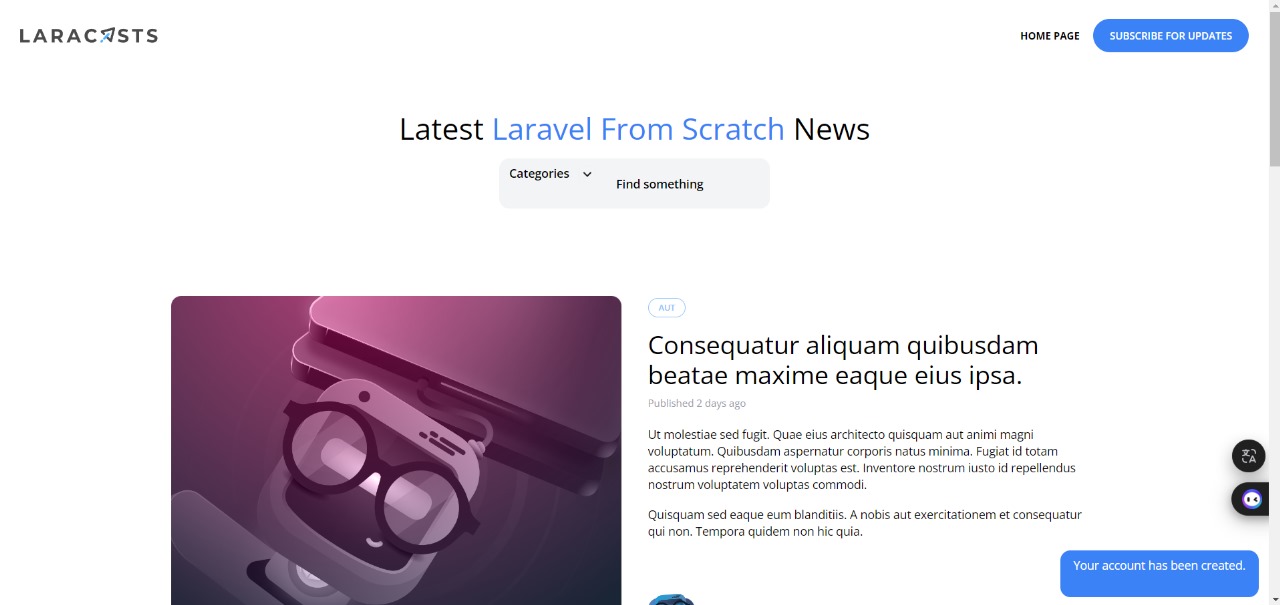 LARACASTS
HOME PAGE
SUBSCRIBE FOR UPDATES
Latest Laravel From Scratch News
Categories
Find something
AUT
Consequatur aliquam quibusdam
beatae maxime eaque eius ipsa.
Published 2 days ago
Ut molestiae sed fugit. Quae eius architecto quisquam aut animi magni
voluptatum. Quibusdam aspernatur corporis natus minima. Fugiat id totam
accusamus reprehenderit voluptas est. Inventore nostrum iusto id repellendus
nostrum voluptatem voluptas commodi.
Quisquam sed eaque eum blanditiis. A nobis aut exercitationem et consequatur
qui non. Tempora quidem non hic quia.
Your account has been created.